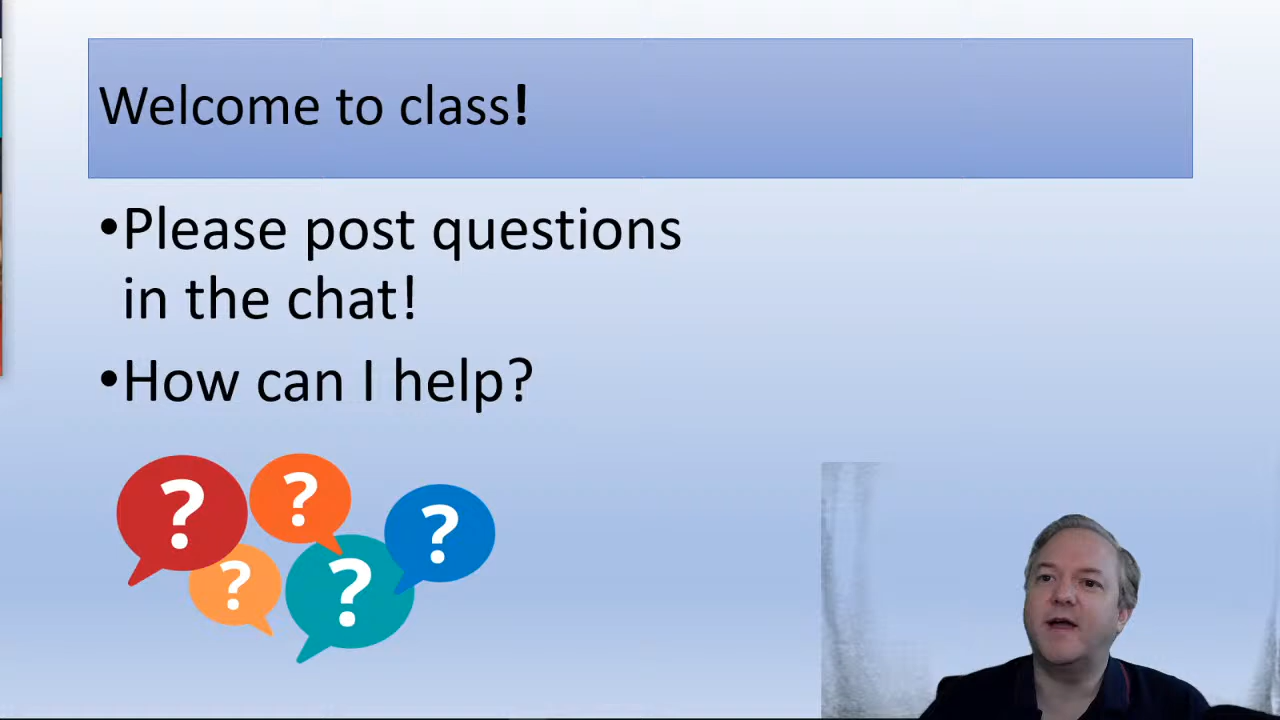 Welcome to class!
•Please post questions
in the chat!
•How can I help?
? ? ?
? ?